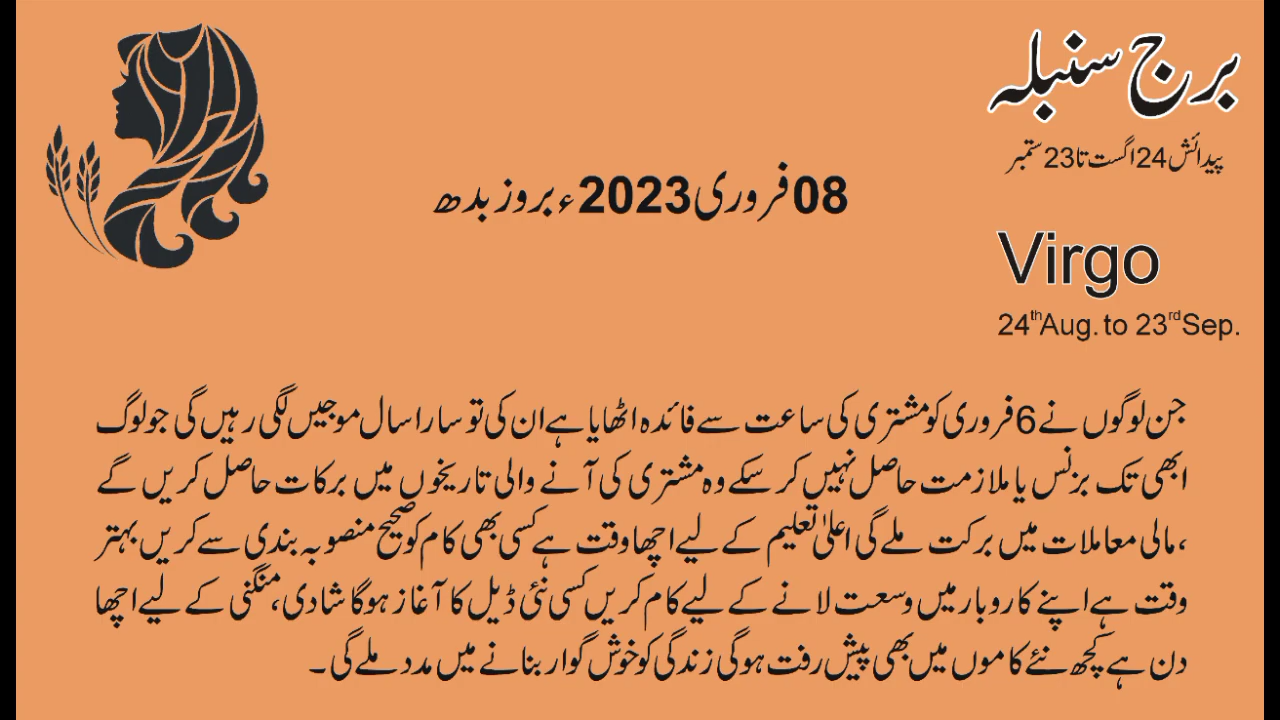 برج سنبلہ
پیدائش 24 اگست تا 23 ستمبر
08 فروری 2023ء بروز بدھ
Virgo
24th Aug. to 23rd Sep.
جن لوگوں نے 6 فروری کو مشتری کی ساعت سے فائدہ اٹھایا ہے ان کی تو سارا سال موجیں لگی رہیں گی جو لوگ
ابھی تک بزنس یا ملازمت حاصل نہیں کر سکے وہ مشتری کی آنے والی تاریخوں میں برکات حاصل کریں گے
،مالی معاملات میں برکت ملے گی اعلیٰ تعلیم کے لیے اچھا وقت ہے کسی بھی کام کو صحیح منصوبہ بندی سے کریں بہتر
وقت ہے اپنے کاروبار میں وسعت لانے کے لیے کام کریں کسی نئی ڈیل کا آغاز ہوگا شادی، منگنی کے لیے اچھا
دن ہے کچھ نئے کاموں میں بھی پیش رفت ہوگی زندگی کو خوش گوار بنانے میں مدد ملے گی۔